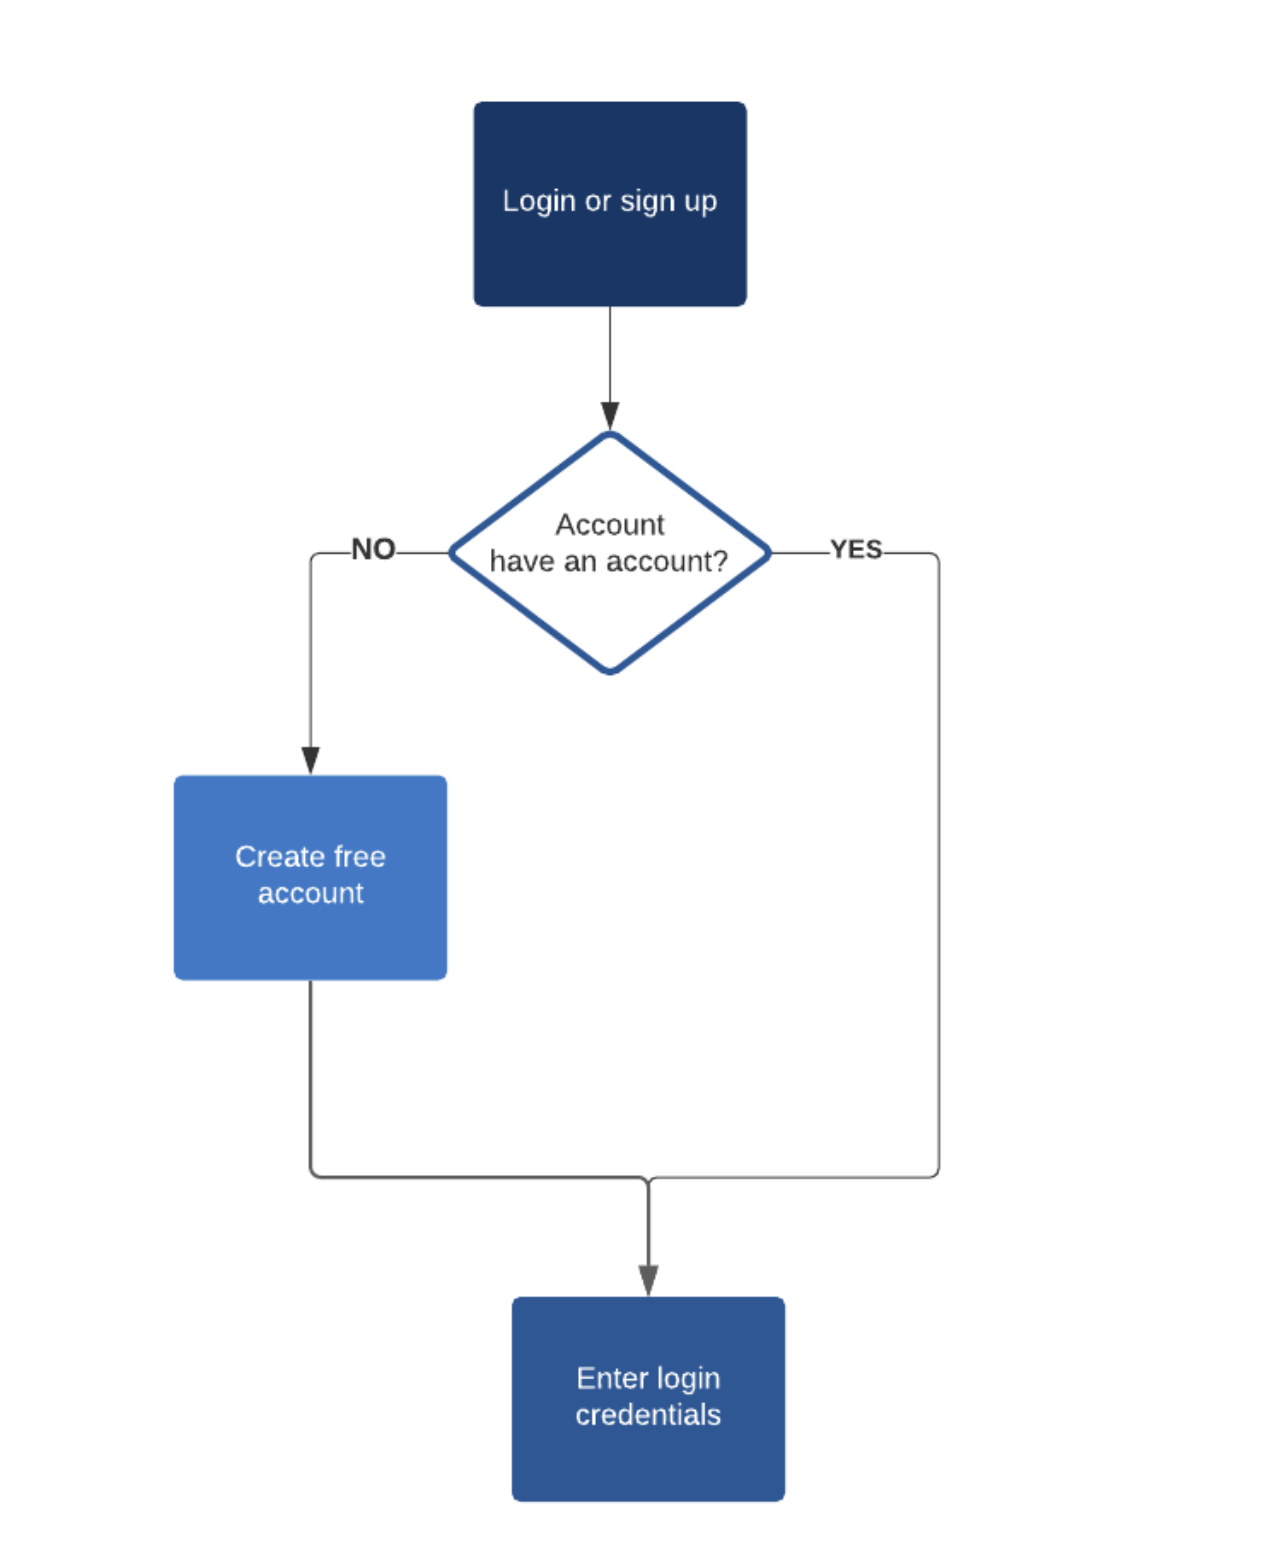 Login or sign up
Account
have an account?
NO
YES
Create free
account
Enter login
credentials